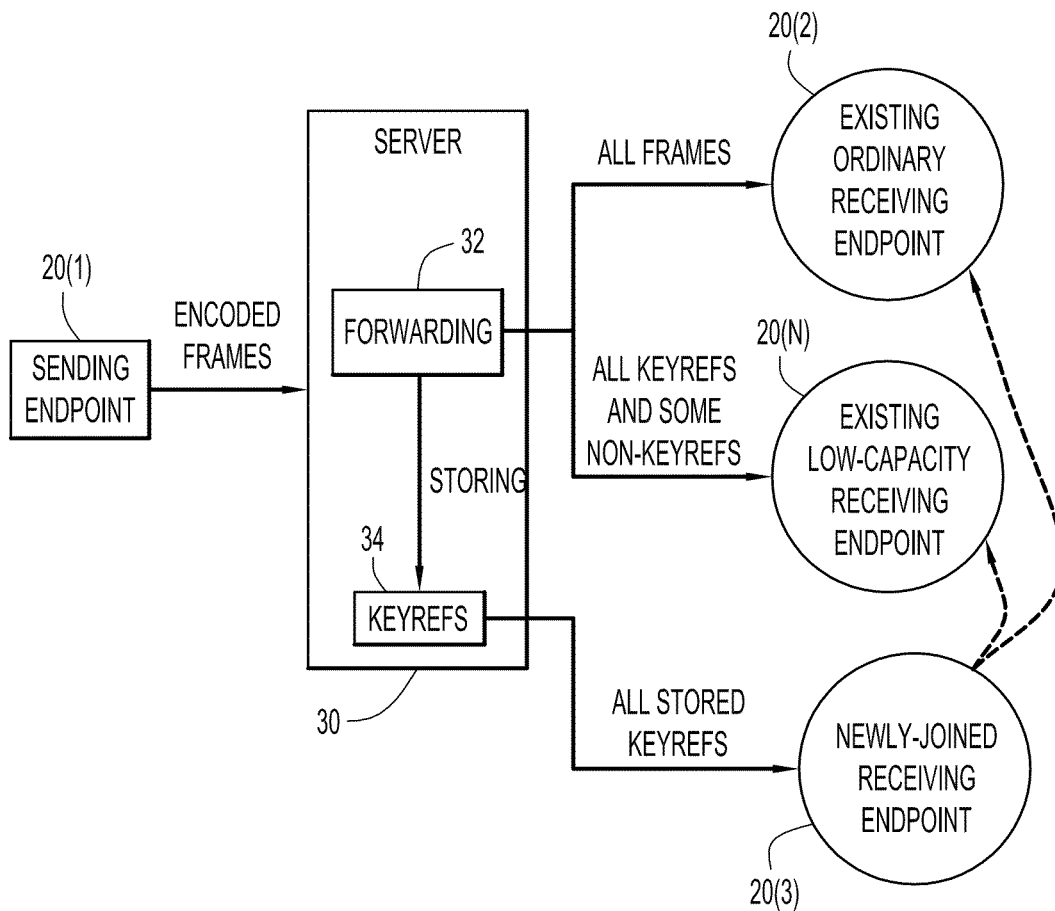 20(1)
SENDING
ENDPOINT
ENCODED
FRAMES
SERVER
32
FORWARDING
STORING
34
KEYREFS
30
ALL FRAMES
20(2)
EXISTING
ORDINARY
RECEIVING
ENDPOINT
ALL KEYREFS
AND SOME
NON-KEYREFS
20(N)
EXISTING
LOW-CAPACITY
RECEIVING
ENDPOINT
ALL STORED
KEYREFS
NEWLY-JOINED
RECEIVING
ENDPOINT
20(3)